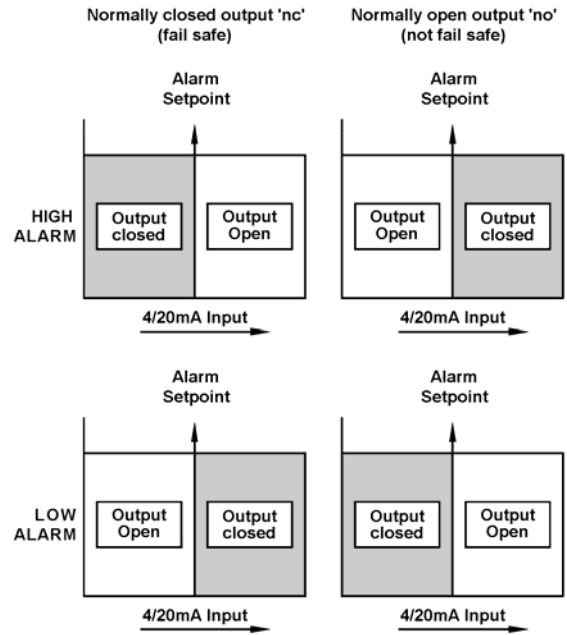 Normally closed output 'nc'
(fail safe)
Normally open output 'no'
(not fail safe)
Alarm
Setpoint
Alarm
Setpoint
HIGH
ALARM
Output
closed
Output
Open
Output
Open
Output
closed
4/20mA Input
4/20mA Input
Alarm
Setpoint
Alarm
Setpoint
LOW
ALARM
Output
Open
Output
closed
Output
closed
Output
Open
4/20mA Input
4/20mA Input